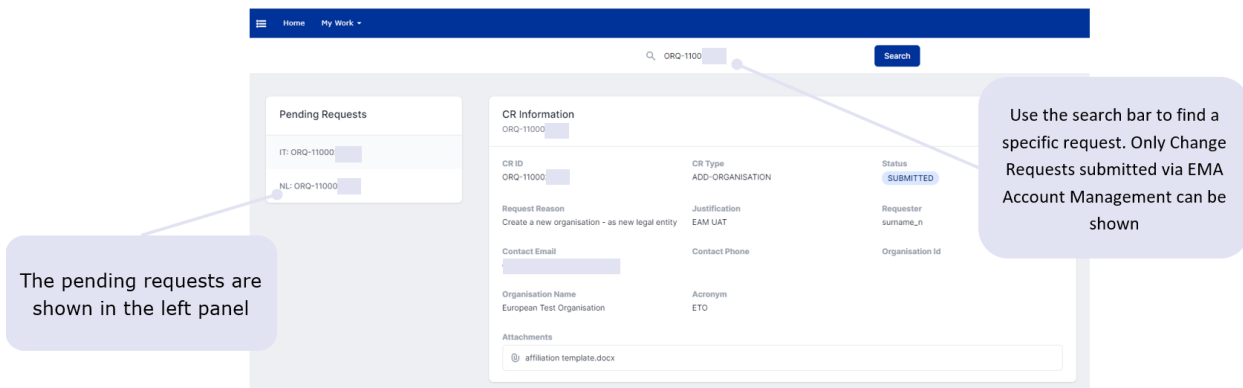 Home My Work
ORQ-1100
Search
Pending Requests
IT: ORQ-11000
NL: ORQ-11000
CR Information
ORQ-11000
CR ID
ORQ-11000
CR Type
ADD-ORGANISATION
Status
SUBMITTED
Request Reason
Create a new organisation - as new legal entity
Justification
EAM UAT
Requester
surname_n
Contact Email
Contact Phone
Organisation Id
Organisation Name
European Test Organisation
Acronym
ETO
Attachments
affiliation template.docx
The pending requests are
shown in the left panel
Use the search bar to find a
specific request. Only Change
Requests submitted via EMA
Account Management can be
shown